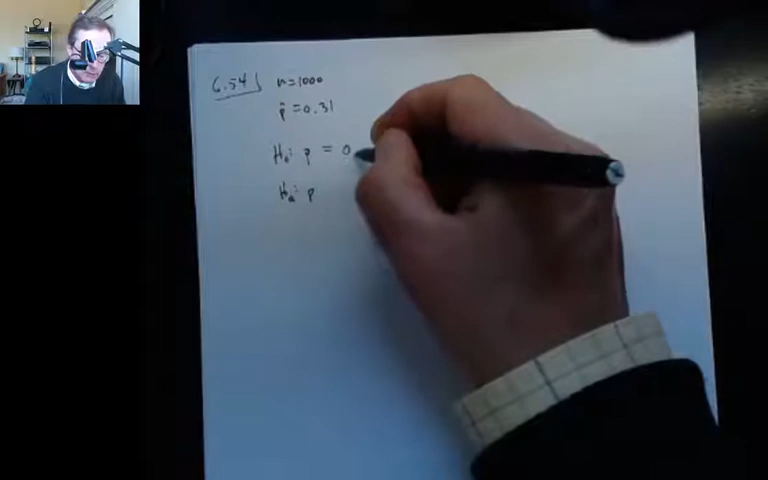 6.54 n=1000
p̂=0.31
H₀: p = 0
Hₐ: p